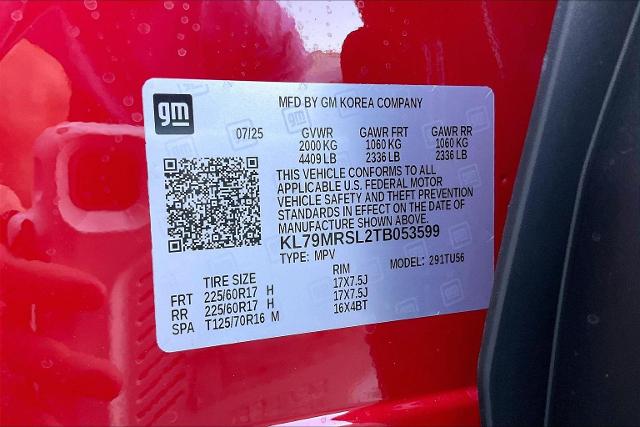 gm
MFD BY GM KOREA COMPANY
07/25 GVWR GAWR FRT GAWR RR
2000 KG 1060 KG 1060 KG
4409 LB 2336 LB 2336 LB
THIS VEHICLE CONFORMS TO ALL
APPLICABLE U.S. FEDERAL MOTOR
VEHICLE SAFETY AND THEFT PREVENTION
STANDARDS IN EFFECT ON THE DATE OF
MANUFACTURE SHOWN ABOVE.
KL79MRSL2TB053599
TYPE: MPV MODEL: 291TU56
TIRE SIZE RIM
FRT 225/60R17 H 17X7.5J
RR 225/60R17 H 17X7.5J
SPA T125/70R16 M 16X4BT